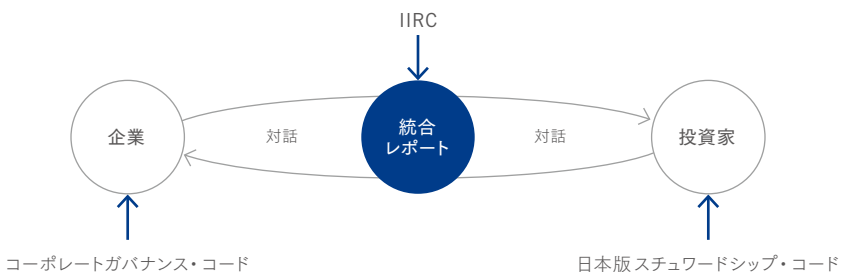 IIRC
企業
対話
統合
レポート
対話
投資家
コーポレートガバナンス・コード
日本版スチュワードシップ・コード